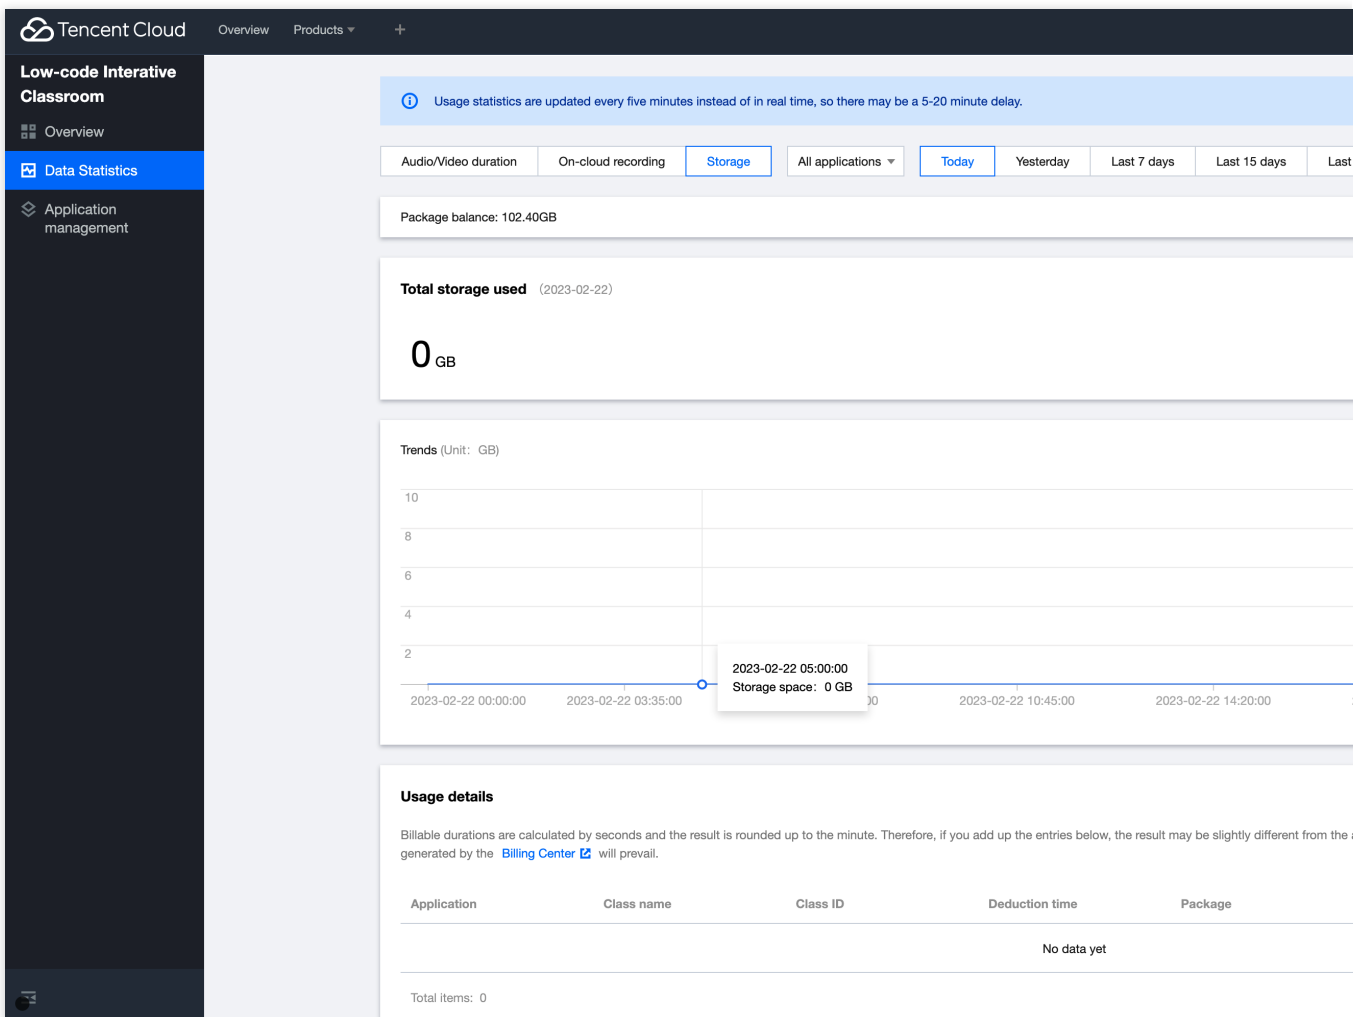 Tencent Cloud
Overview
Products
Low-code Interative
Classroom
Overview
Data Statistics
Application
management
Usage statistics are updated every five minutes instead of in real time, so there may be a 5-20 minute delay.
Audio/Video duration
On-cloud recording
Storage
All applications
Today
Yesterday
Last 7 days
Last 15 days
Last
Package balance: 102.40GB
Total storage used (2023-02-22)
0 GB
Trends (Unit: GB)
10
8
6
4
2
2023-02-22 05:00:00
Storage space: 0 GB
2023-02-22 00:00:00
2023-02-22 03:35:00
2023-02-22 10:45:00
2023-02-22 14:20:00
Usage details
Billable durations are calculated by seconds and the result is rounded up to the minute. Therefore, if you add up the entries below, the result may be slightly different from the
generated by the Billing Center will prevail.
Application
Class name
Class ID
Deduction time
Package
No data yet
Total items: 0